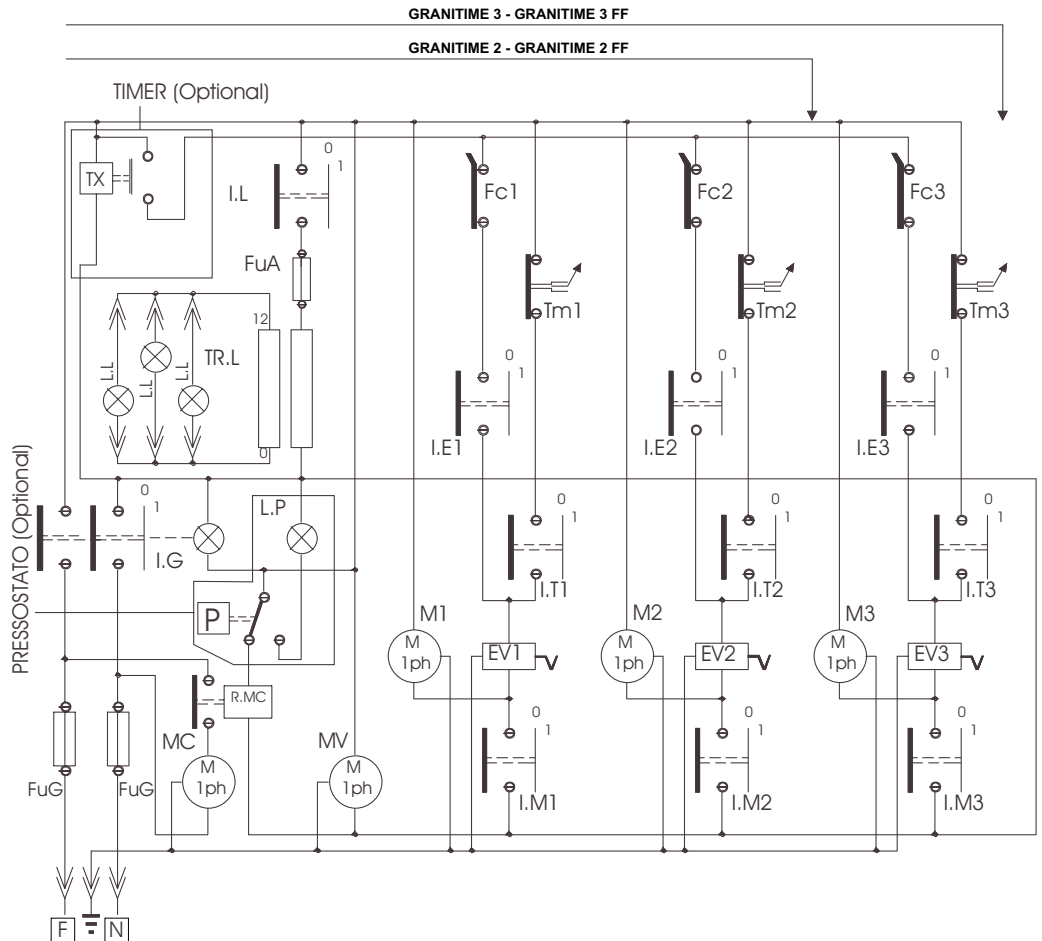 GRANITIME 3 - GRANITIME 3 FF
GRANITIME 2 - GRANITIME 2 FF
TIMER (Optional)
TX
I.L
0
1
FuA
Fc1
Fc2
Fc3
Tm1
Tm2
Tm3
12
0
TR.L
L.L
L.L
L.L
I.E1
0
1
I.E2
0
1
I.E3
0
1
PRESSOSTATO (Optional)
0
1
I.G
L.P
P
I.T1
0
1
I.T2
0
1
I.T3
0
1
M1
M
1ph
M2
M
1ph
M3
M
1ph
EV1
EV2
EV3
R.MC
MC
M
1ph
MV
M
1ph
I.M1
0
1
I.M2
0
1
I.M3
0
1
FuG
FuG
F
N